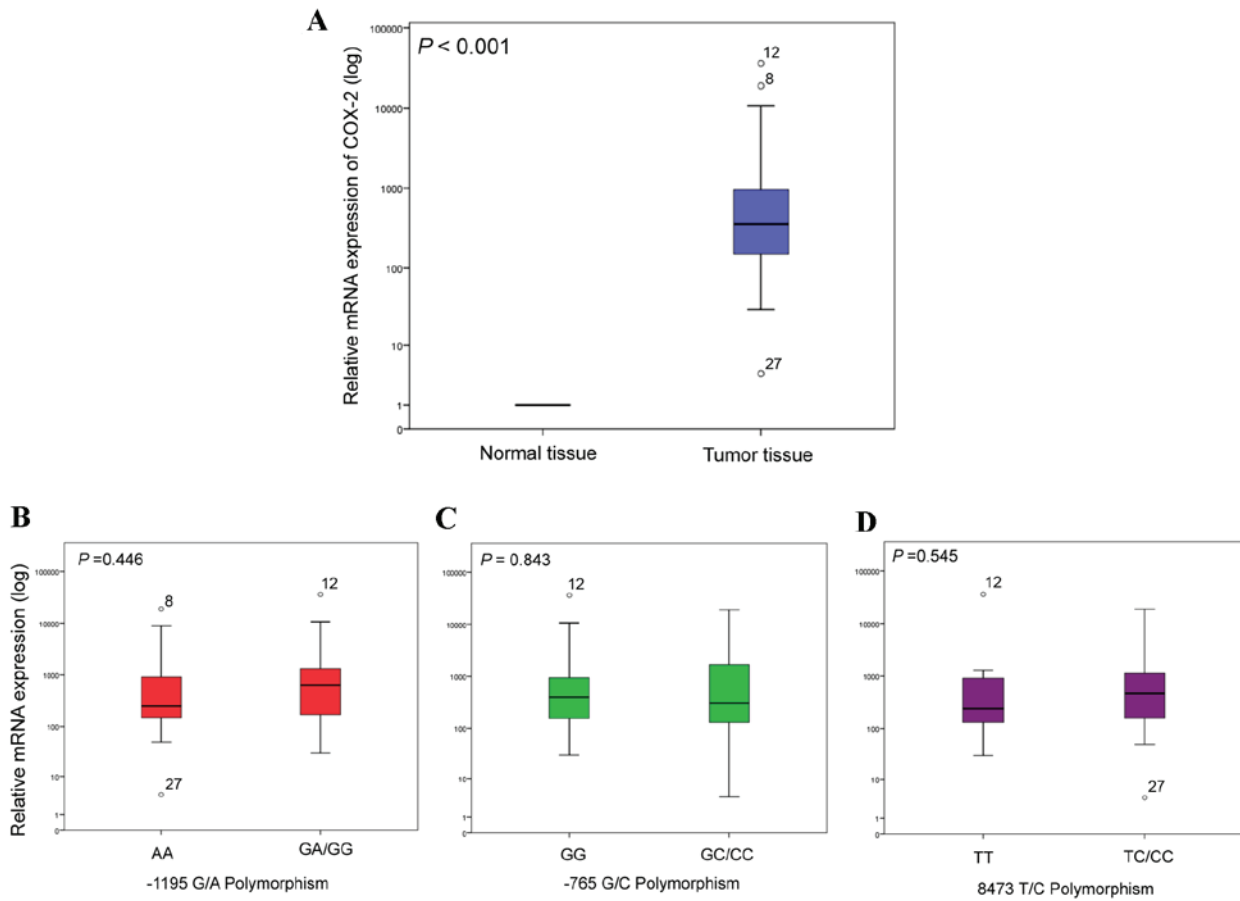 A
Relative mRNA expression of COX-2 (log)
P < 0.001
100000
10000
1000
100
10
1
0
12
8
27
Normal tissue
Tumor tissue
B
Relative mRNA expression (log)
P =0.446
100000
10000
1000
100
10
1
0
8
27
12
AA
GA/GG
-1195 G/A Polymorphism
C
P = 0.843
100000
10000
1000
100
10
1
0
12
GG
GC/CC
-765 G/C Polymorphism
D
P =0.545
100000
10000
1000
100
10
1
0
12
27
TT
TC/CC
8473 T/C Polymorphism